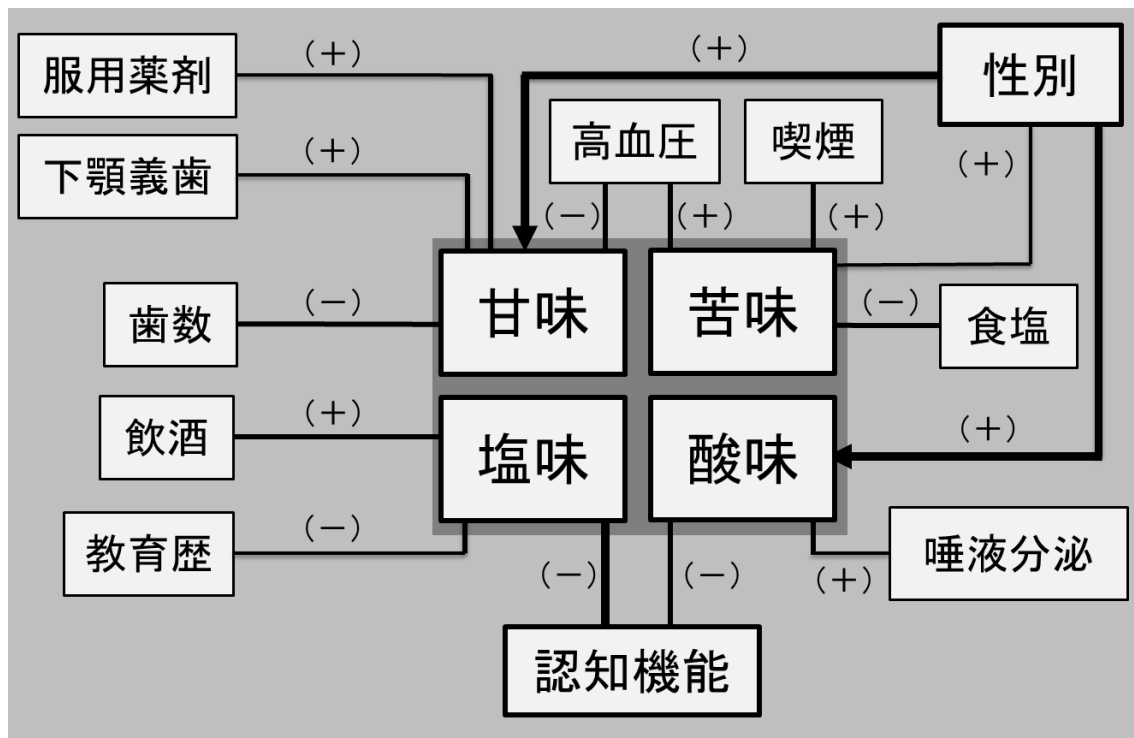 服用薬剤
(+)
(+)
性別
下顎義歯
(+)
高血圧
喫煙
(+)
(-)
(+)
(+)
歯数
(-)
甘味
苦味
(-)
食塩
飲酒
(+)
塩味
酸味
(+)
教育歴
(-)
(-)
(-)
(+)
唾液分泌
認知機能